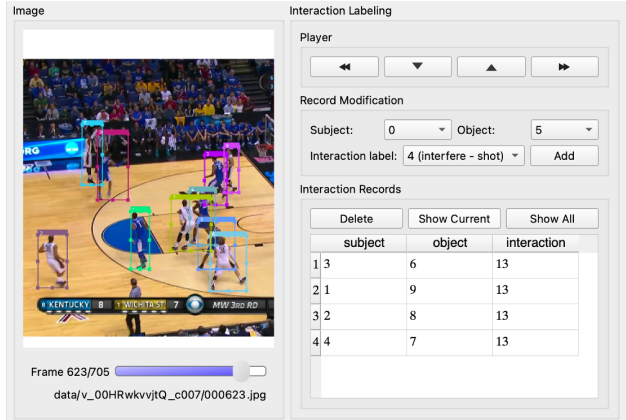 Image
Interaction Labeling
Player
Record Modification
Subject: 0 Object: 5
Interaction label: 4 (interfere - shot) Add
Interaction Records
Delete Show Current Show All
subject object interaction
1 3 6 13
2 1 9 13
3 2 8 13
4 4 7 13
RG
8 KENTUCKY 8 1 WICHITA ST 7 MW 3RD RD
Frame 623/705
data/v_00HRwkvvjtQ_c007/000623.jpg